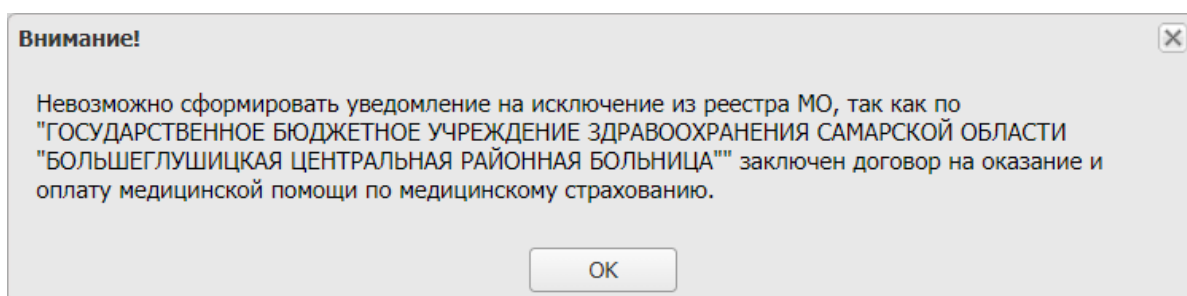 Внимание!
Невозможно сформировать уведомление на исключение из реестра МО, так как по
"ГОСУДАРСТВЕННОЕ БЮДЖЕТНОЕ УЧРЕЖДЕНИЕ ЗДРАВООХРАНЕНИЯ САМАРСКОЙ ОБЛАСТИ
"БОЛЬШЕГЛУШИЦКАЯ ЦЕНТРАЛЬНАЯ РАЙОННАЯ БОЛЬНИЦА"" заключен договор на оказание и
оплату медицинской помощи по медицинскому страхованию.
OK